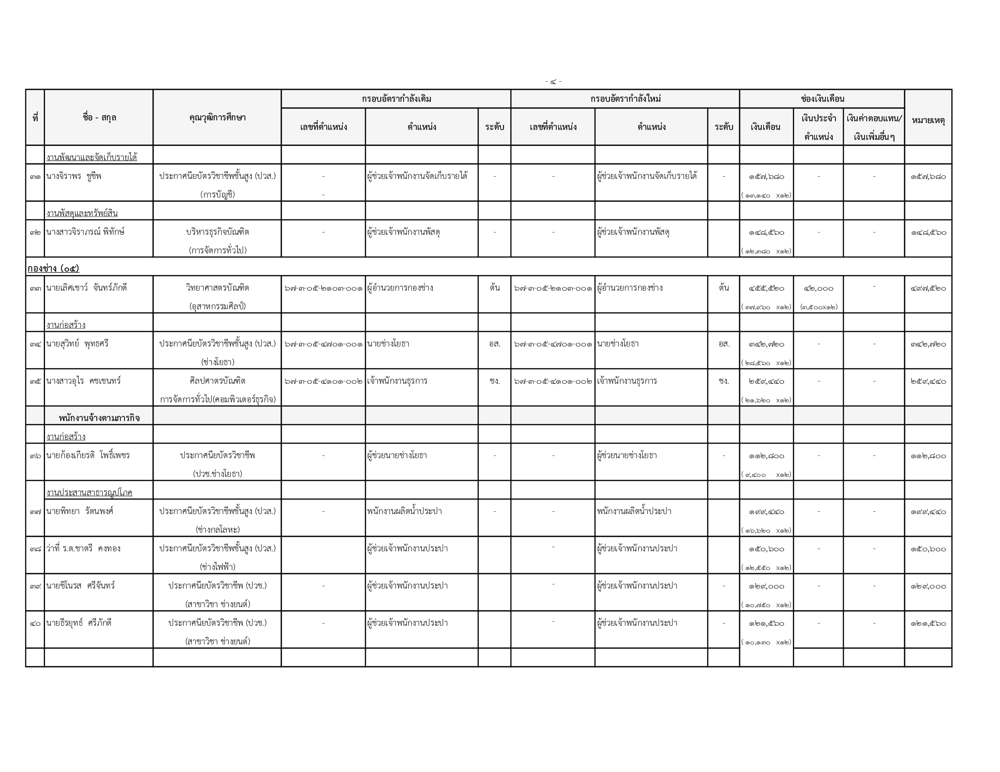 - ๔ -
ที่ ชื่อ - สกุล คุณวุฒิการศึกษา กรอบอัตรากำลังเดิม กรอบอัตรากำลังใหม่ ช่องเงินเดือน หมายเหตุ
เลขที่ตำแหน่ง ตำแหน่ง ระดับ เลขที่ตำแหน่ง ตำแหน่ง ระดับ เงินเดือน เงินประจำ เงินค่าตอบแทน/
ตำแหน่ง เงินเพิ่มอื่นๆ
งานพัฒนาและจัดเก็บรายได้
๓๑ นางจิราพร ชูชีพ ประกาศนียบัตรวิชาชีพชั้นสูง (ปวส.) - ผู้ช่วยเจ้าพนักงานจัดเก็บรายได้ - - ผู้ช่วยเจ้าพนักงานจัดเก็บรายได้ - ๑๕๗,๖๘๐ - - ๑๕๗,๖๘๐
(การบัญชี) - ( ๑๓,๑๔๐ x๑๒)
งานพัสดุและทรัพย์สิน
๓๒ นางสาวจิราภรณ์ พิทักษ์ บริหารธุรกิจบัณฑิต - ผู้ช่วยเจ้าพนักงานพัสดุ - - ผู้ช่วยเจ้าพนักงานพัสดุ ๑๔๘,๕๖๐ - - ๑๔๘,๕๖๐
(การจัดการทั่วไป) ( ๑๒,๓๘๐ x๑๒)
กองช่าง (๐๕)
๓๓ นายเลิศเชาว์ จันทร์ภักดี วิทยาศาสตรบัณฑิต ๖๗-๓-๐๕-๒๑๐๓-๐๐๑ ผู้อำนวยการกองช่าง ต้น ๖๗-๓-๐๕-๒๑๐๓-๐๐๑ ผู้อำนวยการกองช่าง ต้น ๔๕๕,๕๒๐ ๔๒,๐๐๐ - ๔๙๗,๕๒๐
(อุสาหกรรมศิลป์) ( ๓๗,๙๖๐ x๑๒) (๓,๕๐๐x๑๒)
งานก่อสร้าง
๓๔ นายสุวิทย์ พุทธศรี ประกาศนียบัตรวิชาชีพชั้นสูง (ปวส.) ๖๗-๓-๐๕-๔๗๐๑-๐๐๑ นายช่างโยธา อส. ๖๗-๓-๐๕-๔๗๐๑-๐๐๑ นายช่างโยธา อส. ๓๔๒,๗๒๐ - - ๓๔๒,๗๒๐
(ช่างโยธา) ( ๒๘,๕๖๐ x๑๒)
๓๕ นางสาวอุไร คชเชนทร์ ศิลปศาตรบัณฑิต ๖๗-๓-๐๕-๔๑๐๑-๐๐๒ เจ้าพนักงานธุรการ ชง. ๖๗-๓-๐๕-๔๑๐๑-๐๐๒ เจ้าพนักงานธุรการ ชง. ๒๕๙,๔๔๐ - - ๒๕๙,๔๔๐
การจัดการทั่วไป(คอมพิวเตอร์ธุรกิจ) ( ๒๑,๖๒๐ x๑๒)
พนักงานจ้างตามภารกิจ
งานก่อสร้าง
๓๖ นายก้องเกียรติ โพธิ์เพชร ประกาศนียบัตรวิชาชีพ - ผู้ช่วยนายช่างโยธา - - ผู้ช่วยนายช่างโยธา - ๑๑๒,๘๐๐ - - ๑๑๒,๘๐๐
(ปวช.ช่างโยธา) ( ๙,๔๐๐ x๑๒)
งานประสานสาธารณูปโภค
๓๗ นายพิทยา รัตนพงศ์ ประกาศนียบัตรวิชาชีพชั้นสูง (ปวส.) - พนักงานผลิตน้ำประปา - - พนักงานผลิตน้ำประปา ๑๙๙,๔๔๐ - - ๑๙๙,๔๔๐
(ช่างกลโลหะ) ( ๑๖,๖๒๐ x๑๒)
๓๘ ว่าที่ ร.ต.ชาตรี คงทอง ประกาศนียบัตรวิชาชีพชั้นสูง (ปวส.) ผู้ช่วยเจ้าพนักงานประปา - ผู้ช่วยเจ้าพนักงานประปา ๑๕๐,๖๐๐ - - ๑๕๐,๖๐๐
(ช่างไฟฟ้า) ( ๑๒,๕๕๐ x๑๒)
๓๙ นายชิโนรส ศรีจันทร์ ประกาศนียบัตรวิชาชีพ (ปวช.) - ผู้ช่วยเจ้าพนักงานประปา - ผู้ช่วยเจ้าพนักงานประปา - ๑๒๙,๐๐๐ - - ๑๒๙,๐๐๐
(สาขาวิชา ช่างยนต์) ( ๑๐,๗๕๐ x๑๒)
๔๐ นายธีรยุทธ์ ศรีภักดี ประกาศนียบัตรวิชาชีพ (ปวช.) - ผู้ช่วยเจ้าพนักงานประปา - ผู้ช่วยเจ้าพนักงานประปา - ๑๒๑,๕๖๐ - - ๑๒๑,๕๖๐
(สาขาวิชา ช่างยนต์) ( ๑๐,๑๓๐ x๑๒)